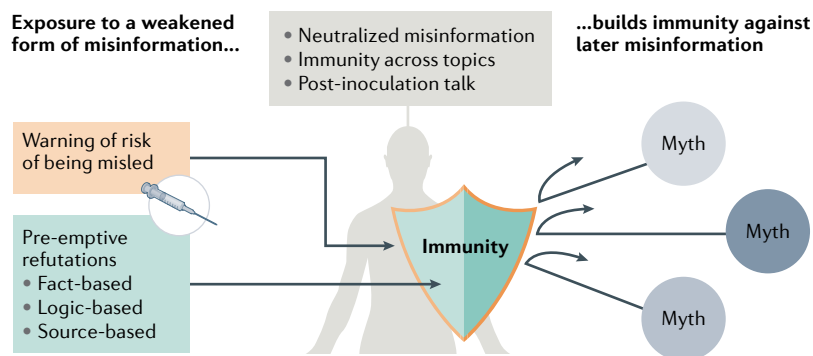 Exposure to a weakened
form of misinformation...
• Neutralized misinformation
• Immunity across topics
• Post-inoculation talk
...builds immunity against
later misinformation
Warning of risk
of being misled
Pre-emptive
refutations
• Fact-based
• Logic-based
• Source-based
Immunity
Myth
Myth
Myth